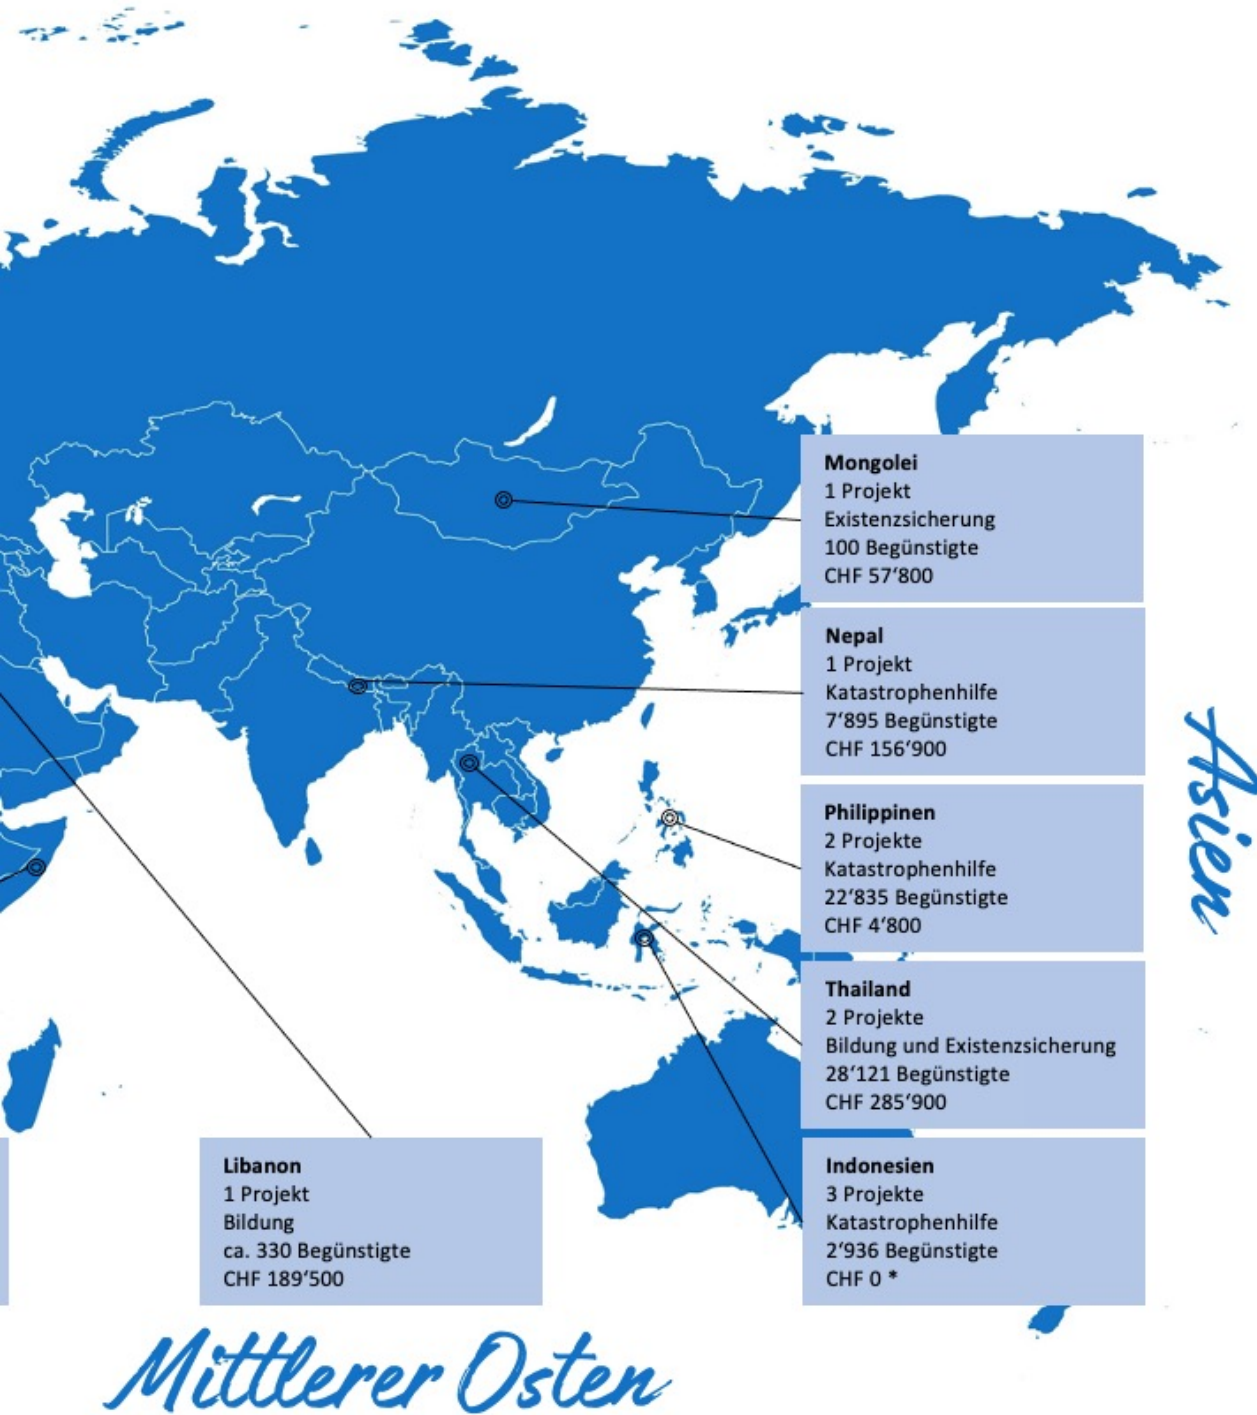 Mongolei
1 Projekt
Existenzsicherung
100 Begünstigte
CHF 57‘800
Nepal
1 Projekt
Katastrophenhilfe
7‘895 Begünstigte
CHF 156‘900
Philippinen
2 Projekte
Katastrophenhilfe
22‘835 Begünstigte
CHF 4‘800
Thailand
2 Projekte
Bildung und Existenzsicherung
28‘121 Begünstigte
CHF 285‘900
Indonesien
3 Projekte
Katastrophenhilfe
2‘936 Begünstigte
CHF 0 *
Asien
Libanon
1 Projekt
Bildung
ca. 330 Begünstigte
CHF 189‘500
Mittlerer Osten